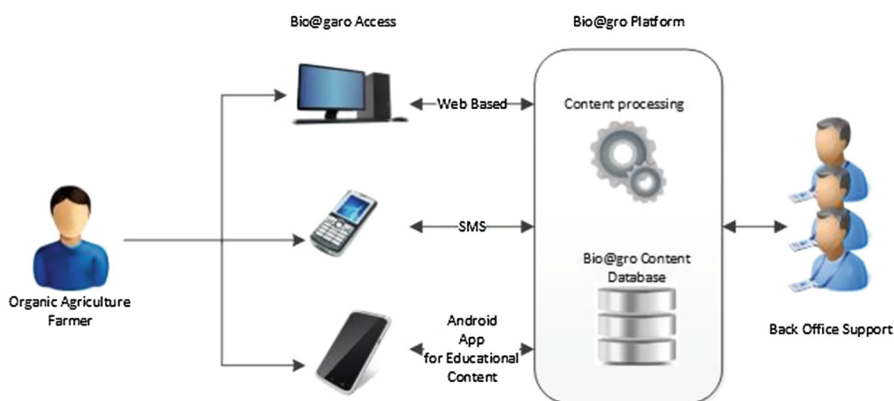 Bio@garo Access
Bio@gro Platform
Web Based
Content processing
SMS
Organic Agriculture
Farmer
Bio@gro Content
Database
Android
App
for Educational
Content
Back Office Support